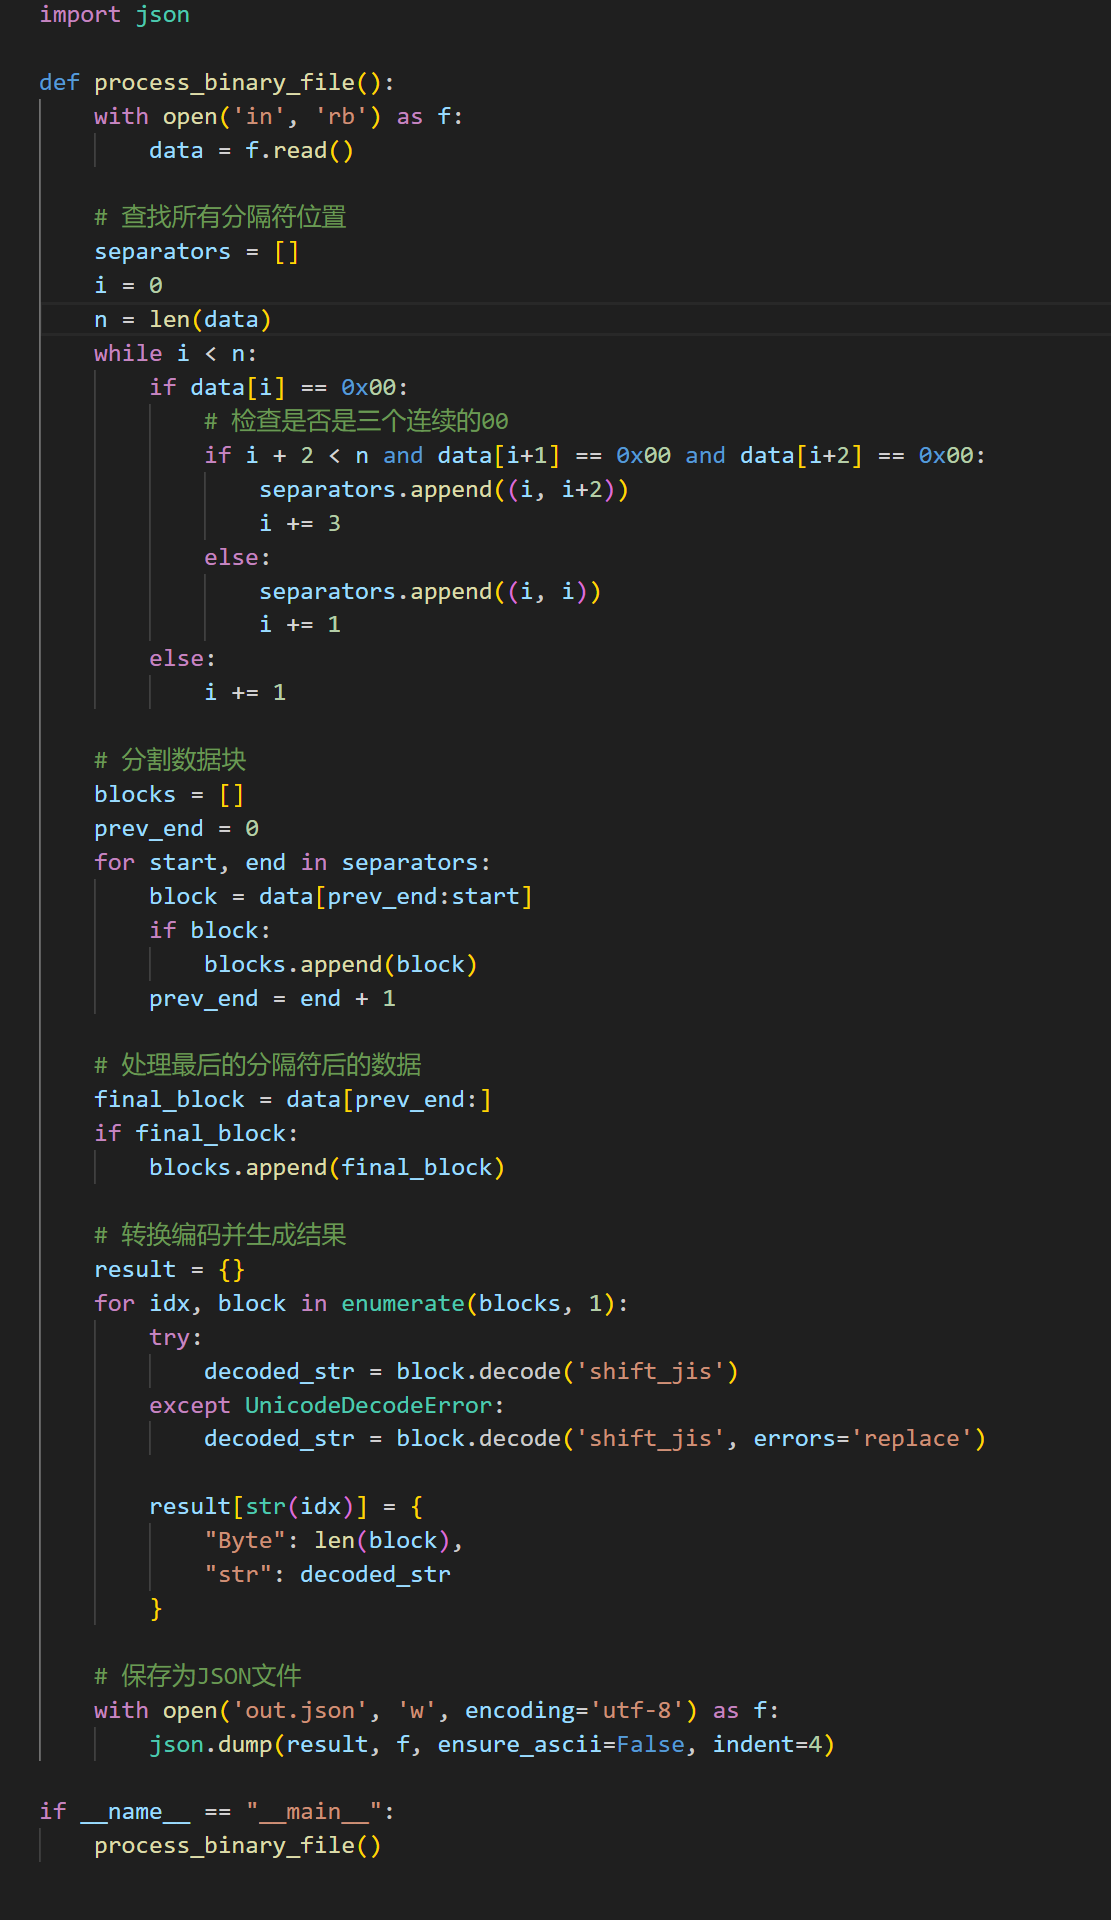 import json
def process_binary_file():
    with open('in', 'rb') as f:
        data = f.read()
    # 查找所有分隔符位置
    separators = []
    i = 0
    n = len(data)
    while i < n:
        if data[i] == 0x00:
            # 检查是否是三个连续的00
            if i + 2 < n and data[i+1] == 0x00 and data[i+2] == 0x00:
                separators.append((i, i+2))
                i += 3
            else:
                separators.append((i, i))
                i += 1
        else:
            i += 1
    # 分割数据块
    blocks = []
    prev_end = 0
    for start, end in separators:
        block = data[prev_end:start]
        if block:
            blocks.append(block)
        prev_end = end + 1
    # 处理最后的分隔符后的数据
    final_block = data[prev_end:]
    if final_block:
        blocks.append(final_block)
    # 转换编码并生成结果
    result = {}
    for idx, block in enumerate(blocks, 1):
        try:
            decoded_str = block.decode('shift_jis')
        except UnicodeDecodeError:
            decoded_str = block.decode('shift_jis', errors='replace')
        result[str(idx)] = {
            "Byte": len(block),
            "str": decoded_str
        }
    # 保存为JSON文件
    with open('out.json', 'w', encoding='utf-8') as f:
        json.dump(result, f, ensure_ascii=False, indent=4)
if __name__ == "__main__":
    process_binary_file()